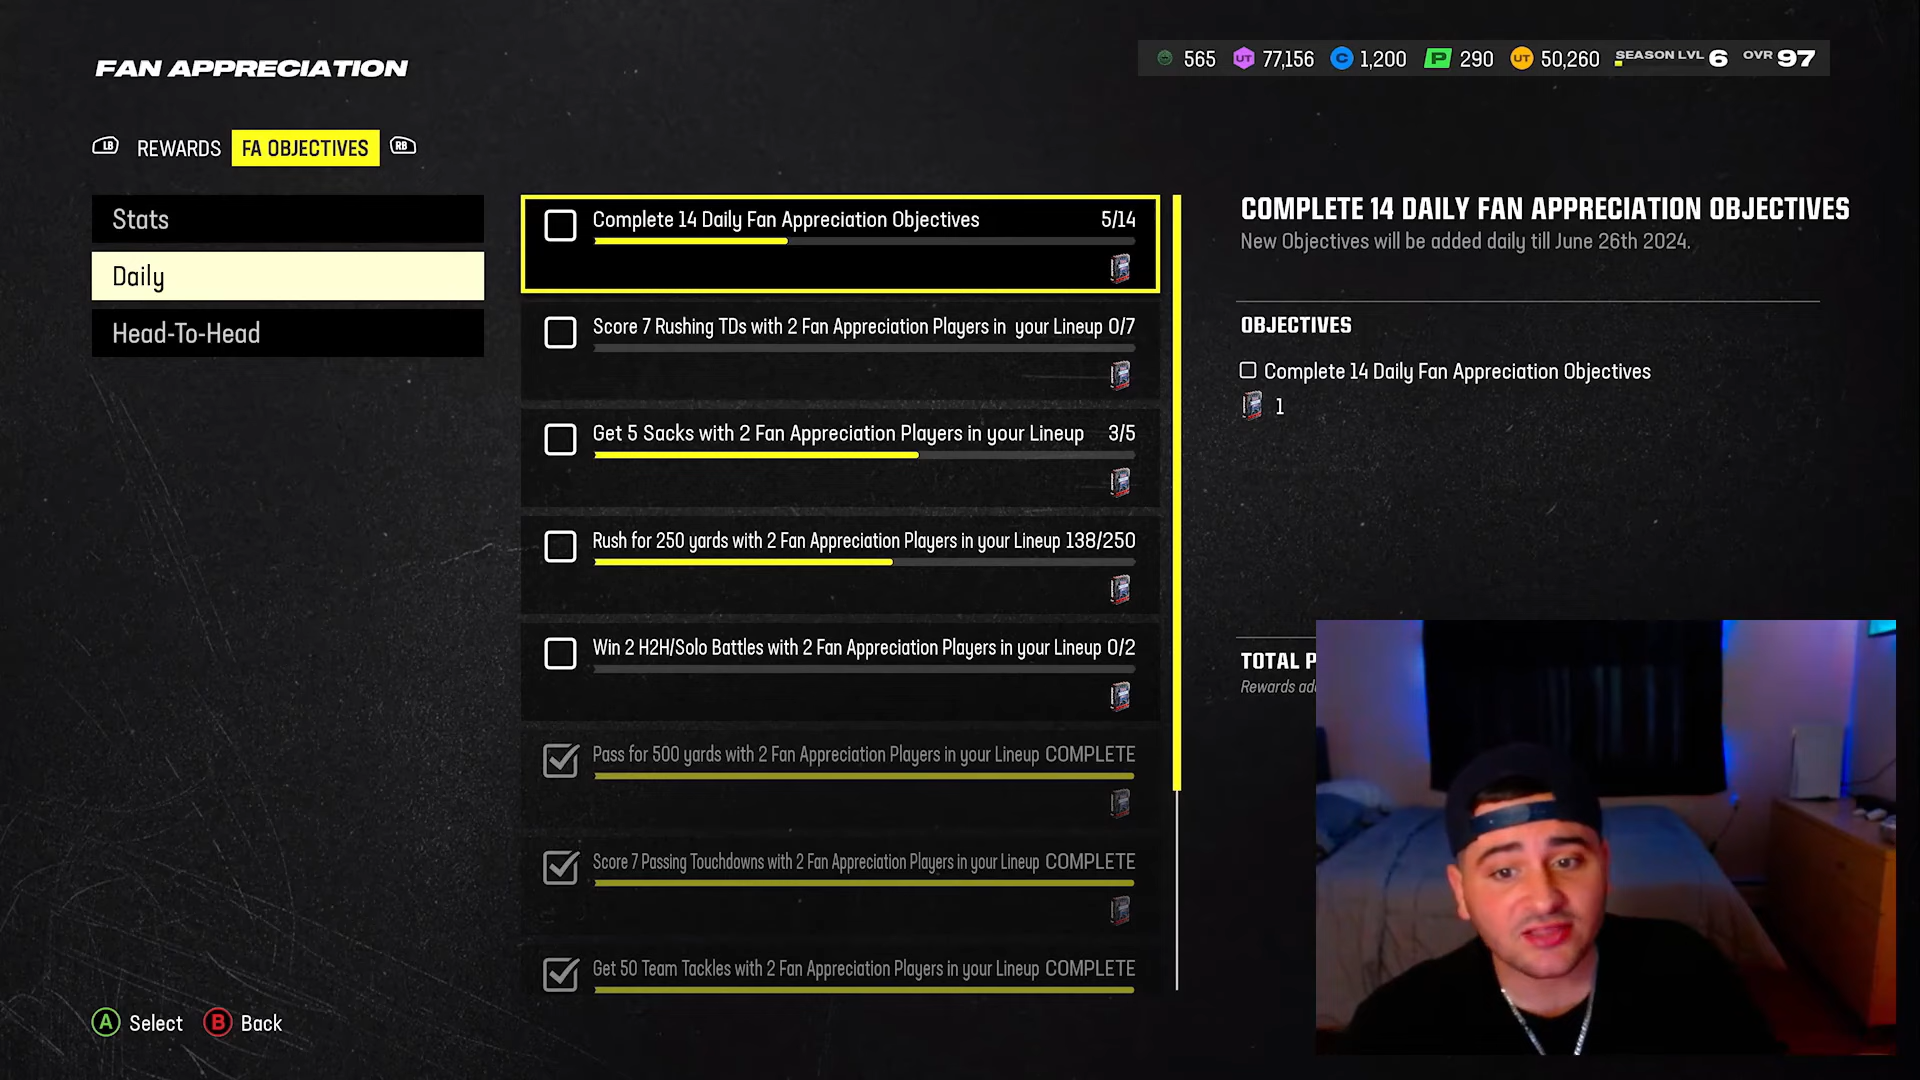 FAN APPRECIATION
565 UT 77,156 C 1,200 P 290 UT 50,260 SEASON LVL 6 OVR 97
LB REWARDS FA OBJECTIVES RB
Stats
Daily
Head-To-Head
Complete 14 Daily Fan Appreciation Objectives 5/14
Score 7 Rushing TDs with 2 Fan Appreciation Players in your Lineup 0/7
Get 5 Sacks with 2 Fan Appreciation Players in your Lineup 3/5
Rush for 250 yards with 2 Fan Appreciation Players in your Lineup 138/250
Win 2 H2H/Solo Battles with 2 Fan Appreciation Players in your Lineup 0/2
Pass for 500 yards with 2 Fan Appreciation Players in your Lineup COMPLETE
Score 7 Passing Touchdowns with 2 Fan Appreciation Players in your Lineup COMPLETE
Get 50 Team Tackles with 2 Fan Appreciation Players in your Lineup COMPLETE
COMPLETE 14 DAILY FAN APPRECIATION OBJECTIVES
New Objectives will be added daily till June 26th 2024.
OBJECTIVES
Complete 14 Daily Fan Appreciation Objectives
1
TOTAL
Rewards
A Select B Back